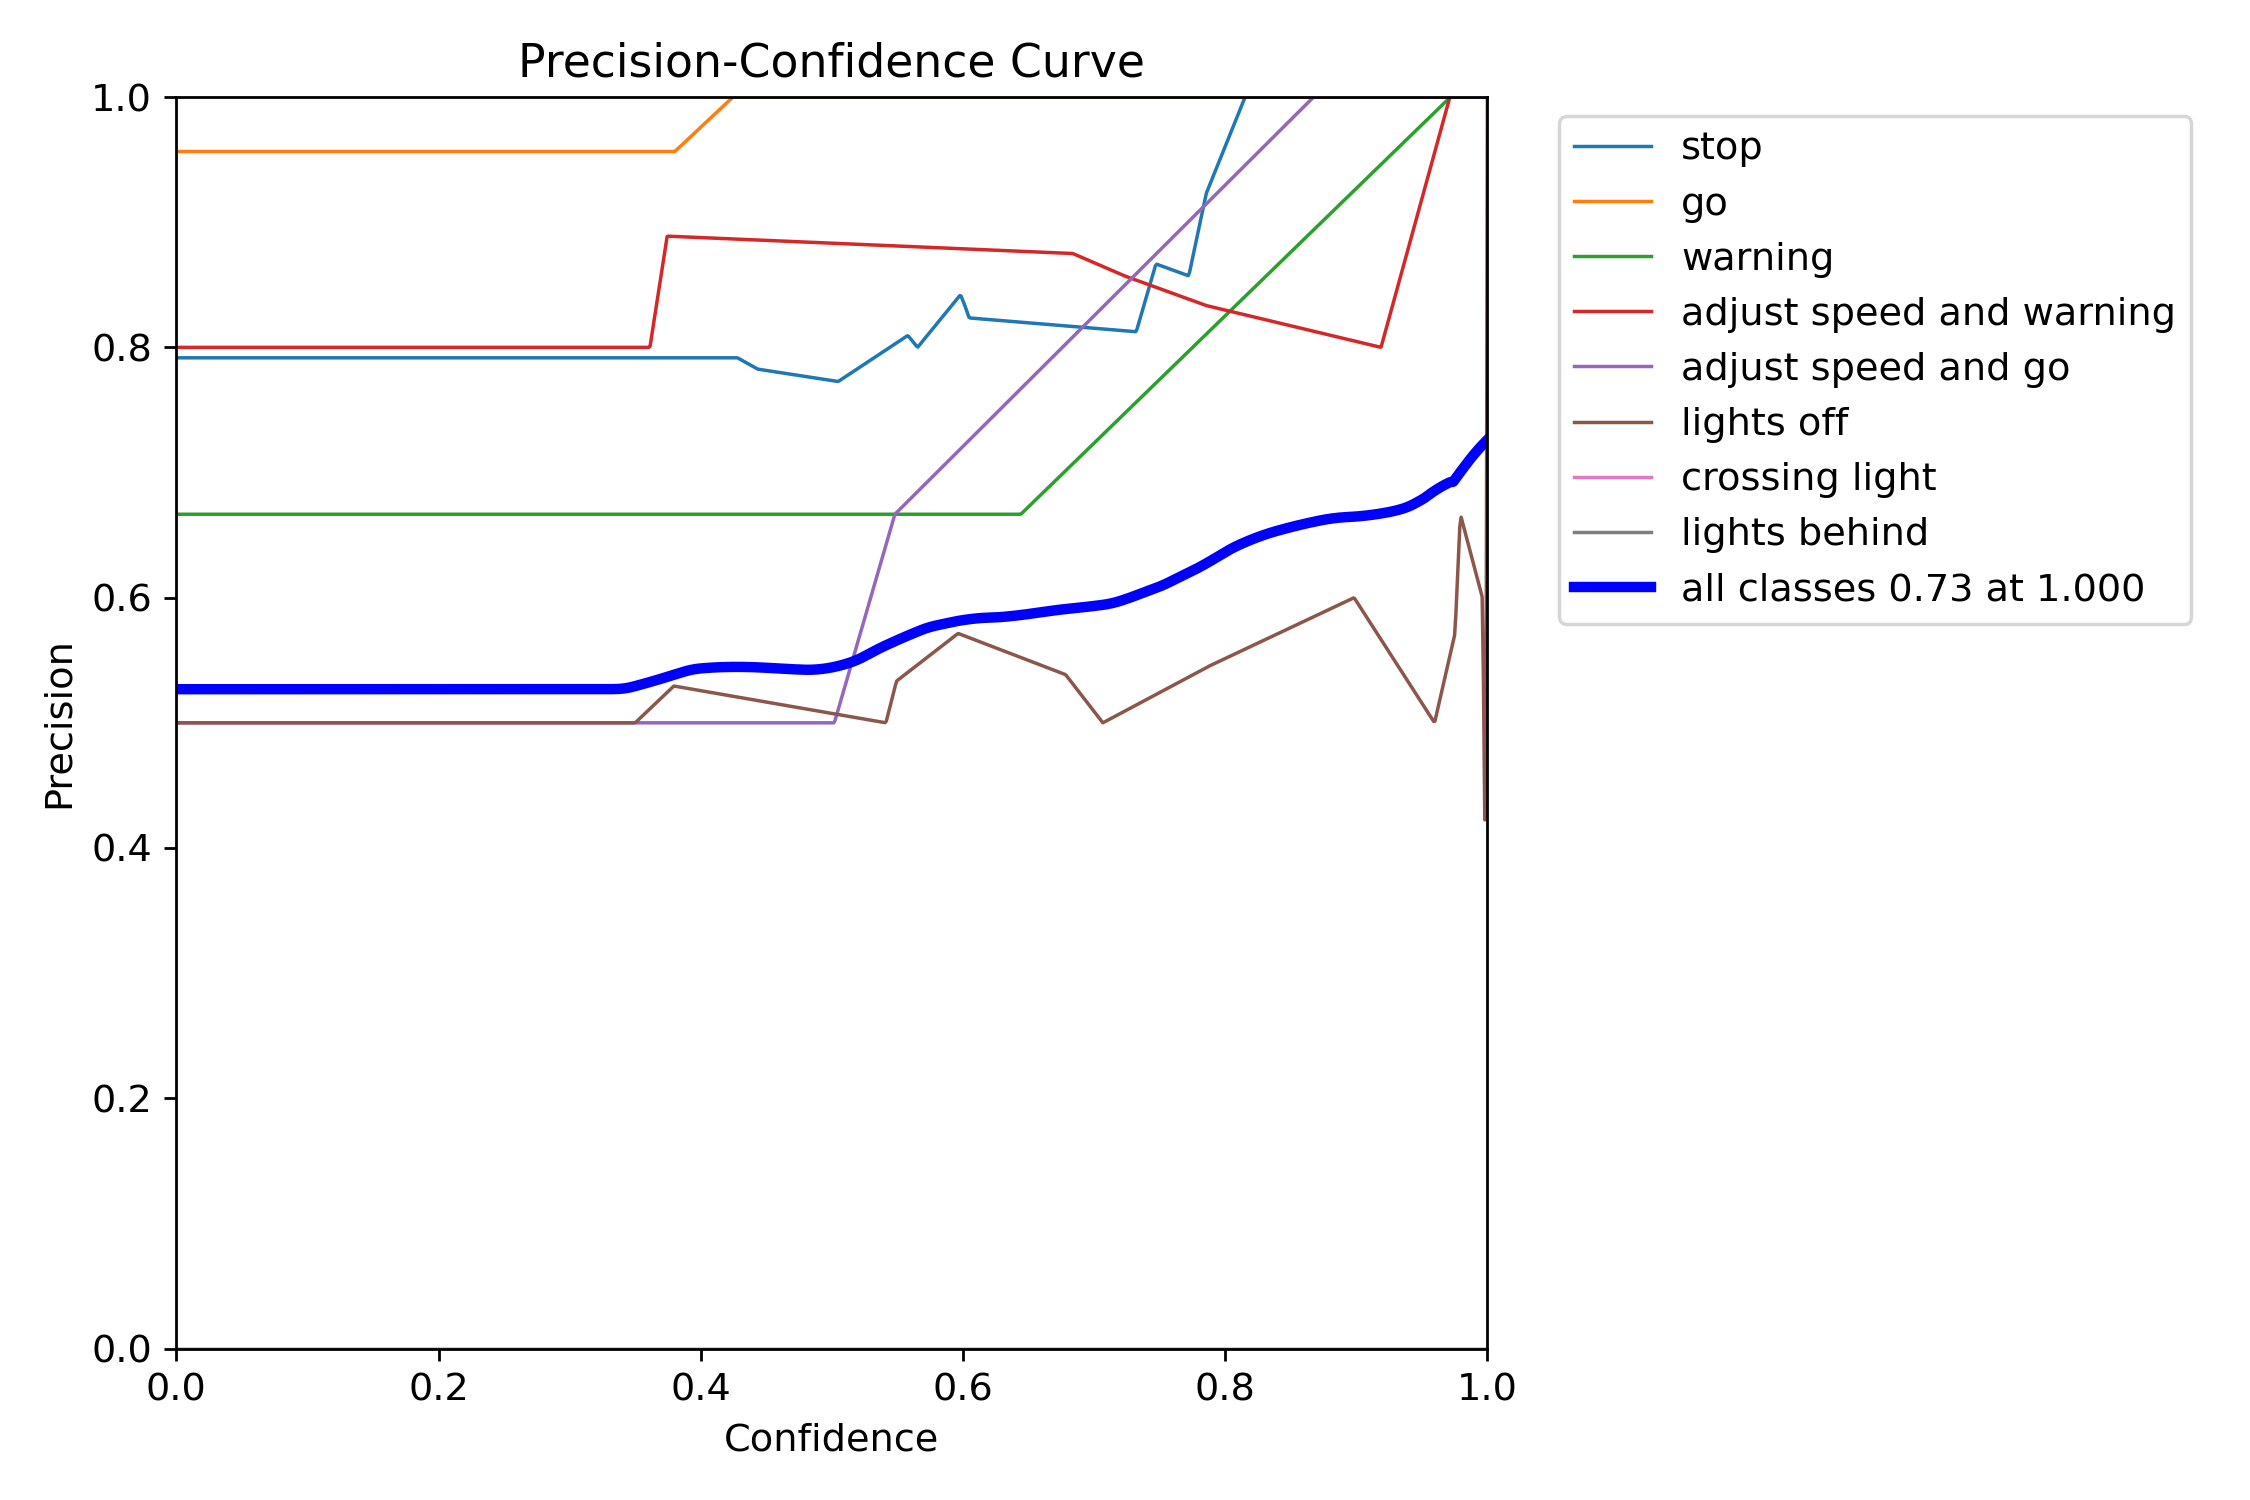 Precision-Confidence Curve
1.0
0.8
0.6
0.4
0.2
0.0
Precision
0.0 0.2 0.4 0.6 0.8 1.0
Confidence
stop
go
warning
adjust speed and warning
adjust speed and go
lights off
crossing light
lights behind
all classes 0.73 at 1.000